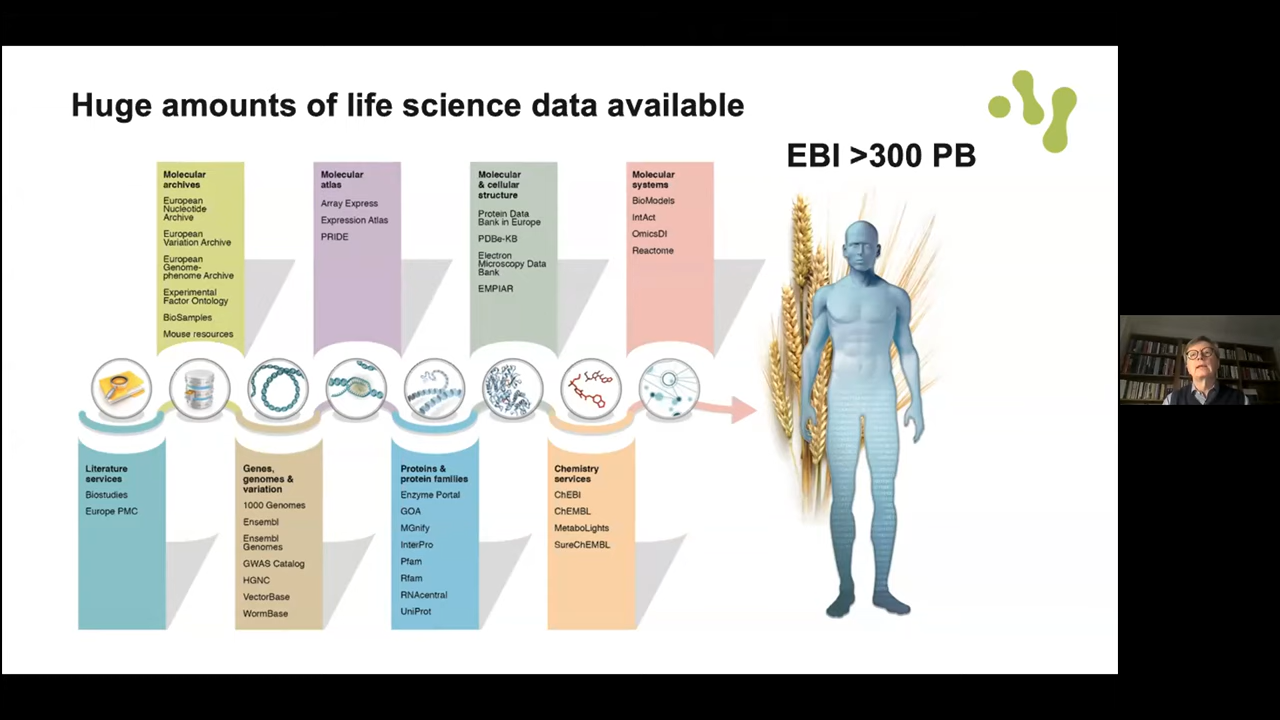 Huge amounts of life science data available
EBI >300 PB
Molecular
archives
European
Nucleotide
Archive
European
Variation Archive
European
Genome-
phenome Archive
Experimental
Factor Ontology
BioSamples
Mouse resources
Molecular
atlas
Array Express
Expression Atlas
PRIDE
Molecular
& cellular
structure
Protein Data
Bank in Europe
PDBe-KB
Electron
Microscopy Data
Bank
EMPIAR
Molecular
systems
BioModels
IntAct
OmicsDI
Reactome
Literature
services
Biostudies
Europe PMC
Genes,
genomes &
variation
1000 Genomes
Ensembl
Ensembl
Genomes
GWAS Catalog
HGNC
VectorBase
WormBase
Proteins &
protein families
Enzyme Portal
GOA
MGnify
InterPro
Pfam
Rfam
RNAcentral
UniProt
Chemistry
services
ChEBI
ChEMBL
MetaboLights
SureChEMBL